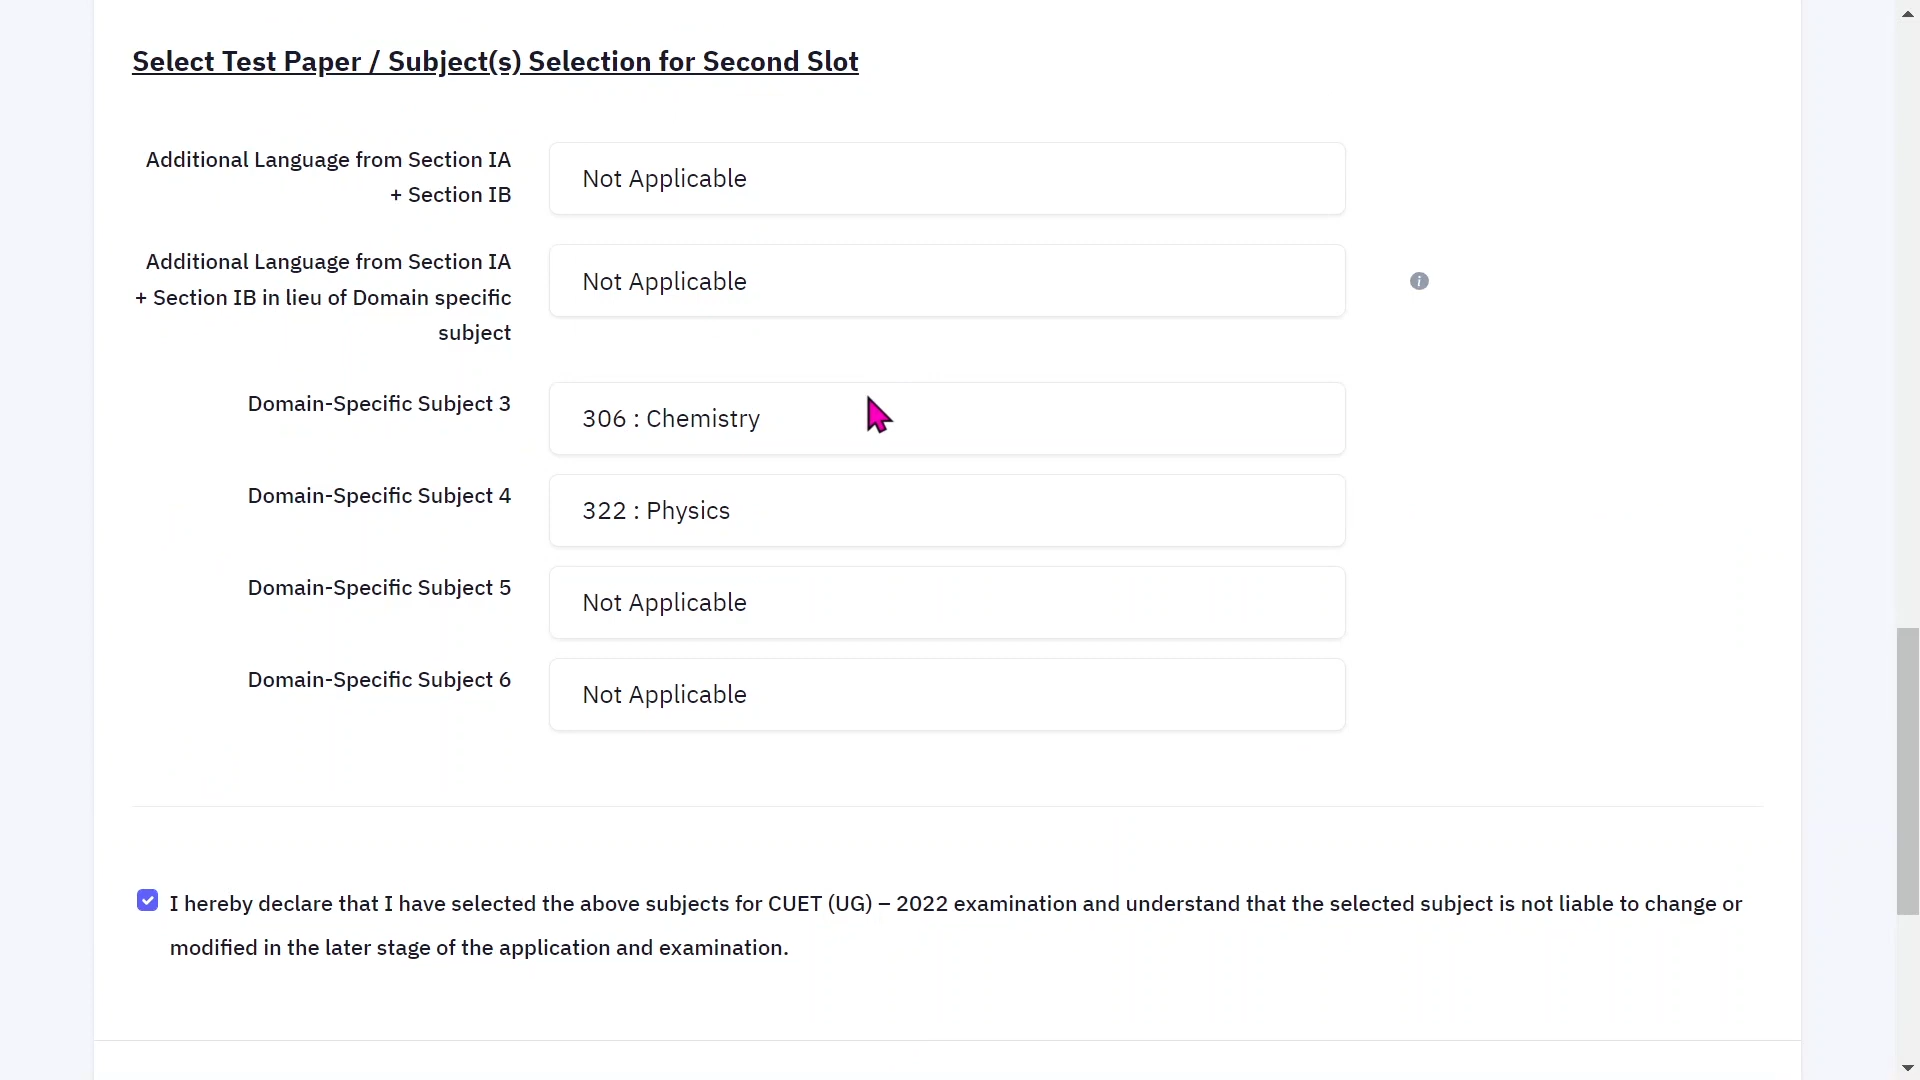 Select Test Paper / Subject(s) Selection for Second Slot
Additional Language from Section IA
+ Section IB
Not Applicable
Additional Language from Section IA
+ Section IB in lieu of Domain specific
subject
Not Applicable
i
Domain-Specific Subject 3
306 : Chemistry
Domain-Specific Subject 4
322 : Physics
Domain-Specific Subject 5
Not Applicable
Domain-Specific Subject 6
Not Applicable
I hereby declare that I have selected the above subjects for CUET (UG) – 2022 examination and understand that the selected subject is not liable to change or
modified in the later stage of the application and examination.